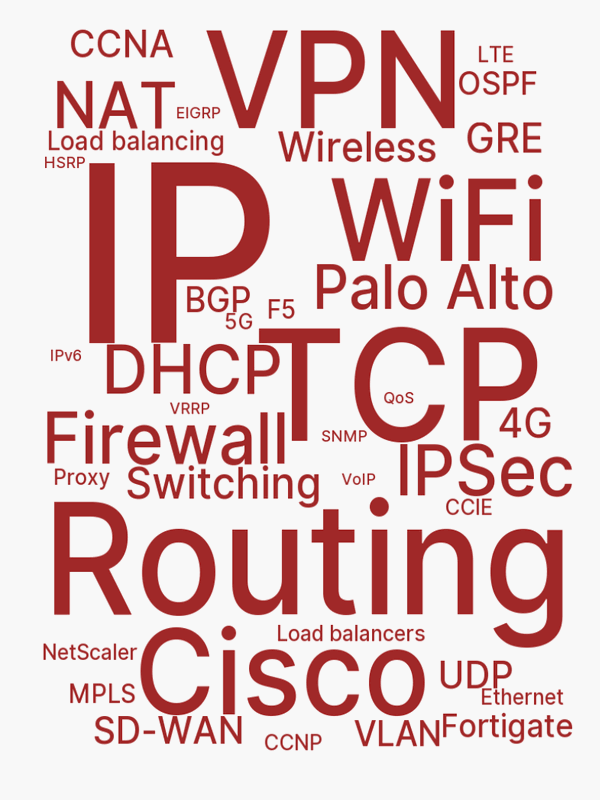 CCNA
VPN
LTE
OSPF
NAT
EIGRP
Load balancing
Wireless
GRE
HSRP
IP
WiFi
Palo Alto
BGP
5G
F5
IPv6
DHCP
TCP
QoS
VRRP
4G
Firewall
SNMP
IPSec
Proxy
Switching
VoIP
CCIE
Routing
Load balancers
NetScaler
Cisco
UDP
MPLS
Ethernet
SD-WAN
CCNP
VLAN
Fortigate